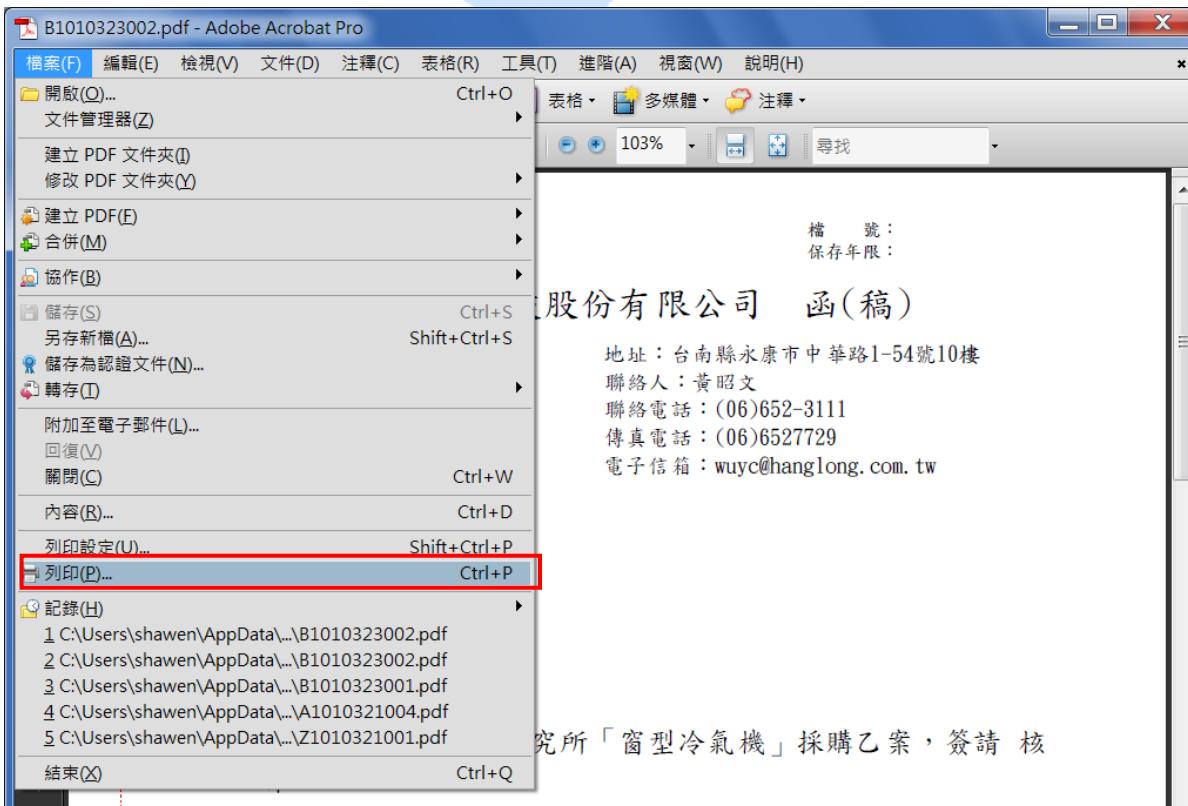 B1010323002.pdf - Adobe Acrobat Pro
檔案(F) 編輯(E) 檢視(V) 文件(D) 注釋(C) 表格(R) 工具(T) 進階(A) 視窗(W) 說明(H)
表格 多媒體 注釋
103% 尋找
開啟(O)... Ctrl+O
文件管理器(Z)
建立 PDF 文件夾(I)
修改 PDF 文件夾(Y)
建立 PDF(F)
合併(M)
協作(B)
儲存(S) Ctrl+S
另存新檔(A)... Shift+Ctrl+S
儲存為認證文件(N)...
轉存(T)
附加至電子郵件(L)...
回復(V)
關閉(C) Ctrl+W
內容(R)... Ctrl+D
列印設定(U)... Shift+Ctrl+P
列印(P)... Ctrl+P
記錄(H)
1 C:\Users\shawen\AppData\...\B1010323002.pdf
2 C:\Users\shawen\AppData\...\B1010323002.pdf
3 C:\Users\shawen\AppData\...\B1010323001.pdf
4 C:\Users\shawen\AppData\...\A1010321004.pdf
5 C:\Users\shawen\AppData\...\Z1010321001.pdf
結束(X) Ctrl+Q
檔 號：
保存年限：
股份有限公司 函(稿)
地址：台南縣永康市中華路1-54號10樓
聯絡人：黃昭文
聯絡電話：(06)652-3111
傳真電話：(06)6527729
電子信箱：wuyc@hanglong.com.tw
究所「窗型冷氣機」採購乙案，簽請 核